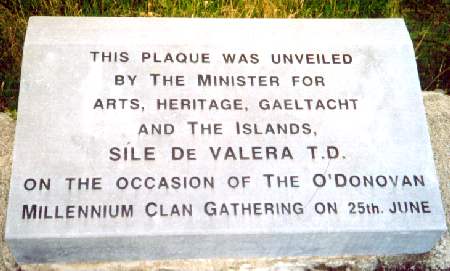 THIS PLAQUE WAS UNVEILED
BY THE MINISTER FOR
ARTS, HERITAGE, GAELTACHT
AND THE ISLANDS,
SÍLE DE VALERA T.D.
ON THE OCCASION OF THE O'DONOVAN
MILLENNIUM CLAN GATHERING ON 25th. JUNE